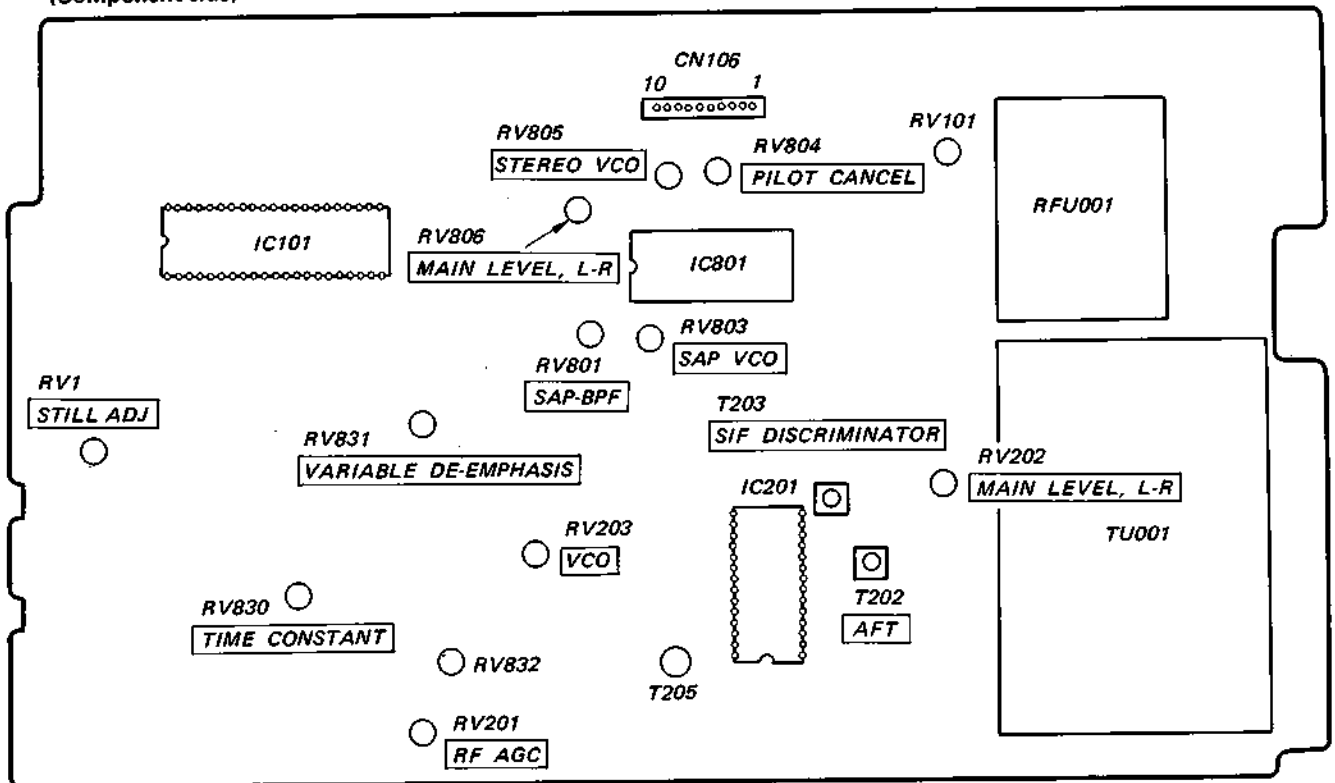 (Component side)
CN106
10 1
RV101
RV805
STEREO VCO
RV804
PILOT CANCEL
RFU001
IC101
RV806
MAIN LEVEL, L-R
IC801
RV803
SAP VCO
RV801
SAP-BPF
RV1
STILL ADJ
T203
SIF DISCRIMINATOR
RV831
VARIABLE DE-EMPHASIS
RV202
MAIN LEVEL, L-R
IC201
TU001
RV203
VCO
T202
AFT
RV830
TIME CONSTANT
RV832
T205
RV201
RF AGC